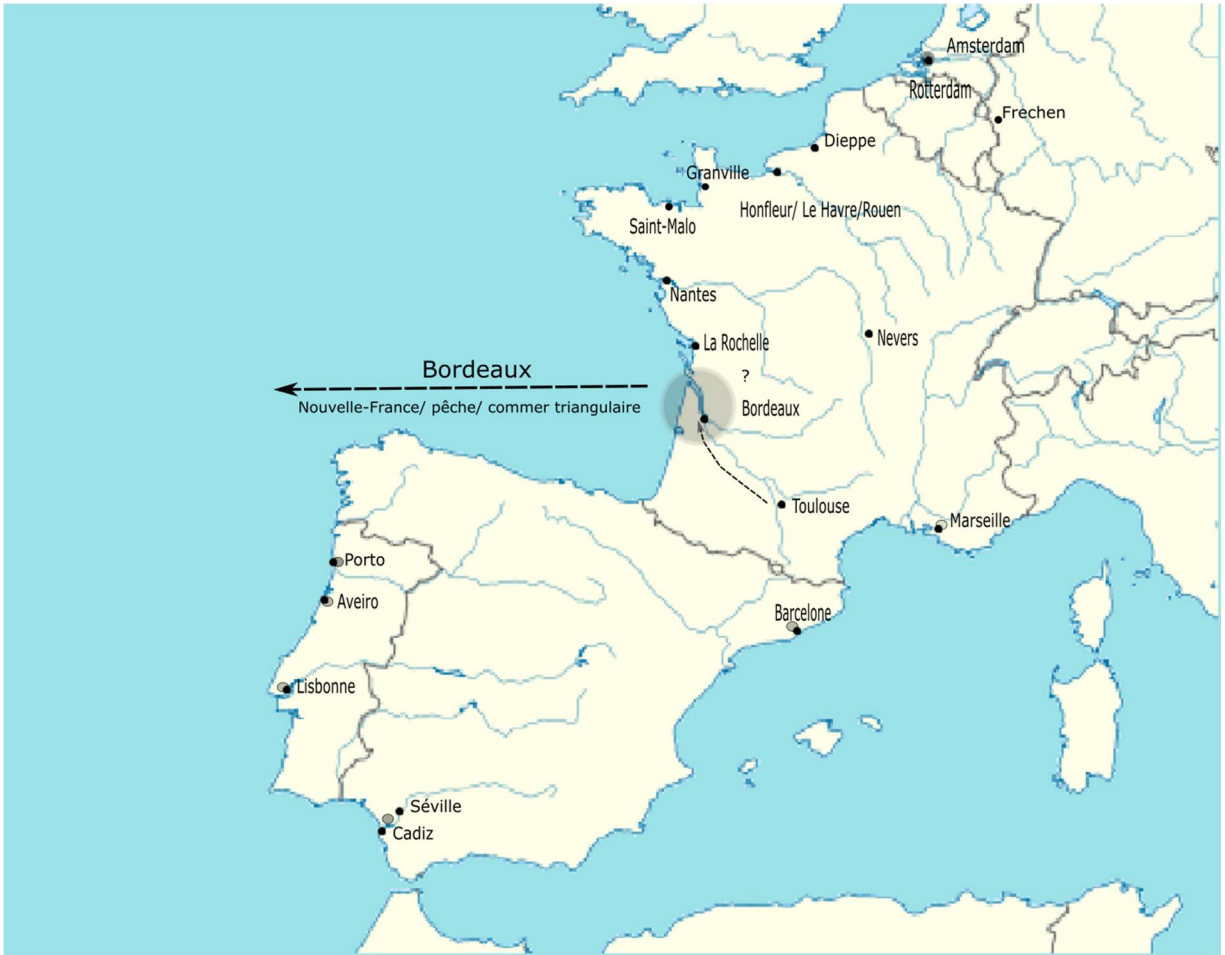 Amsterdam
Rotterdam
Frechen
Dieppe
Granville
Honfleur/ Le Havre/Rouen
Saint-Malo
Nantes
Nevers
La Rochelle
?
Bordeaux
Nouvelle-France/ pêche/ commer triangulaire
Bordeaux
Toulouse
Marseille
Porto
Aveiro
Barcelone
Lisbonne
Séville
Cadiz